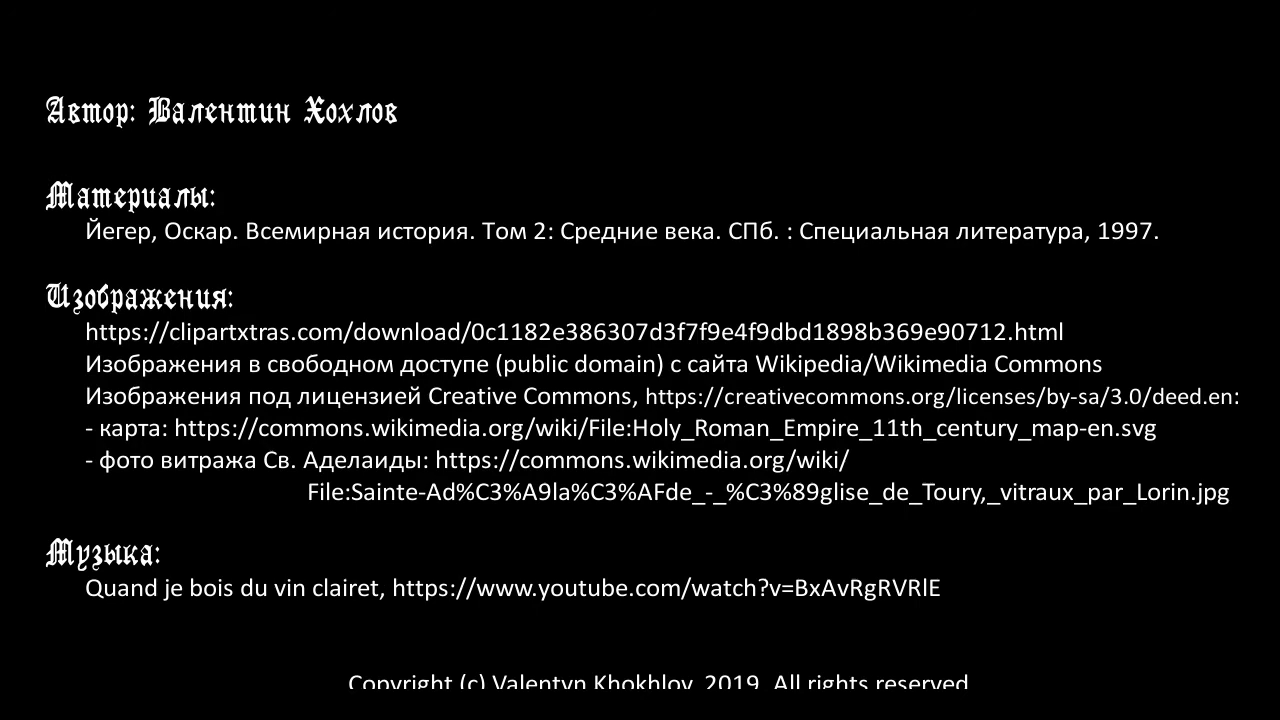 Автор: Валентин Хохлов
Материалы:
Йегер, Оскар. Всемирная история. Том 2: Средние века. СПб. : Специальная литература, 1997.
Изображения:
https://clipartxtras.com/download/0c1182e386307d3f7f9e4f9dbd1898b369e90712.html
Изображения в свободном доступе (public domain) с сайта Wikipedia/Wikimedia Commons
Изображения под лицензией Creative Commons, https://creativecommons.org/licenses/by-sa/3.0/deed.en:
- карта: https://commons.wikimedia.org/wiki/File:Holy_Roman_Empire_11th_century_map-en.svg
- фото витража Св. Аделаиды: https://commons.wikimedia.org/wiki/
File:Sainte-Ad%C3%A9la%C3%AFde_-_%C3%89glise_de_Toury,_vitraux_par_Lorin.jpg
Музыка:
Quand je bois du vin clairet, https://www.youtube.com/watch?v=BxAvRgRVRlE
Copyright (c) Valentyn Khokhlov, 2019. All rights reserved